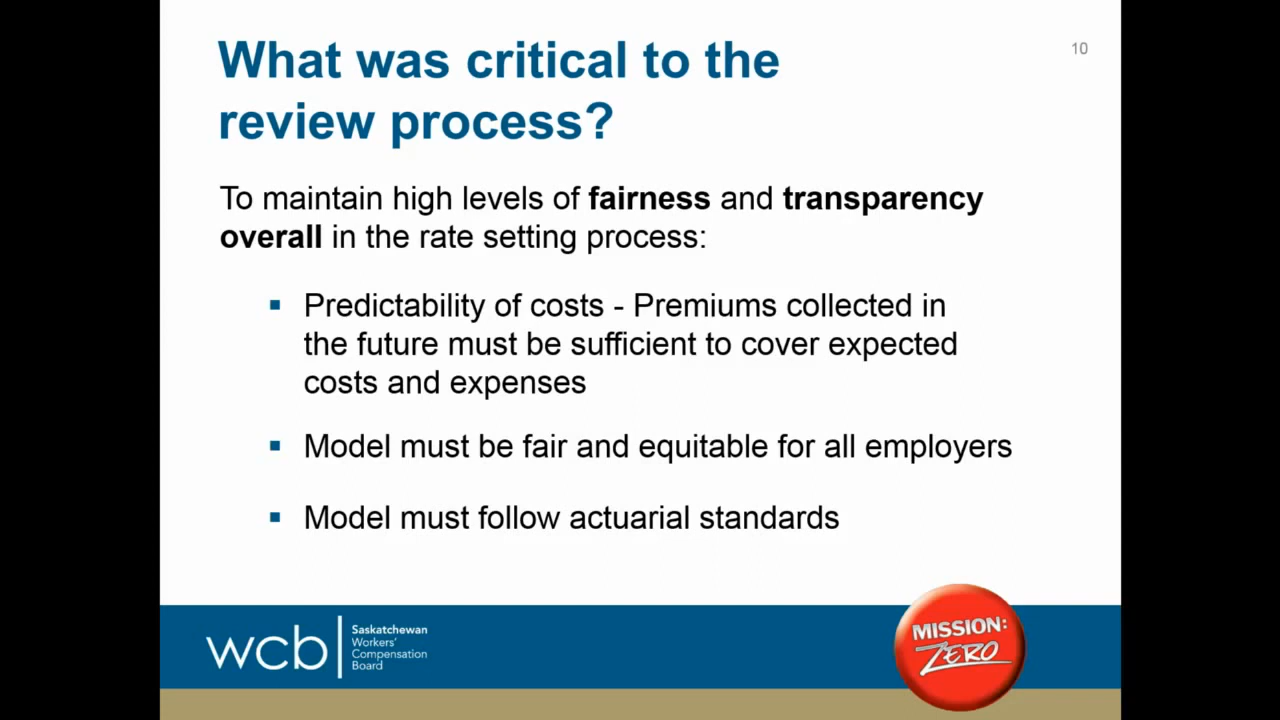 What was critical to the
10
review process?
To maintain high levels of fairness and transparency
overall in the rate setting process:
▪ Predictability of costs - Premiums collected in
the future must be sufficient to cover expected
costs and expenses
▪ Model must be fair and equitable for all employers
▪ Model must follow actuarial standards
wcb
Saskatchewan
Workers'
Compensation
Board
MISSION:
ZERO